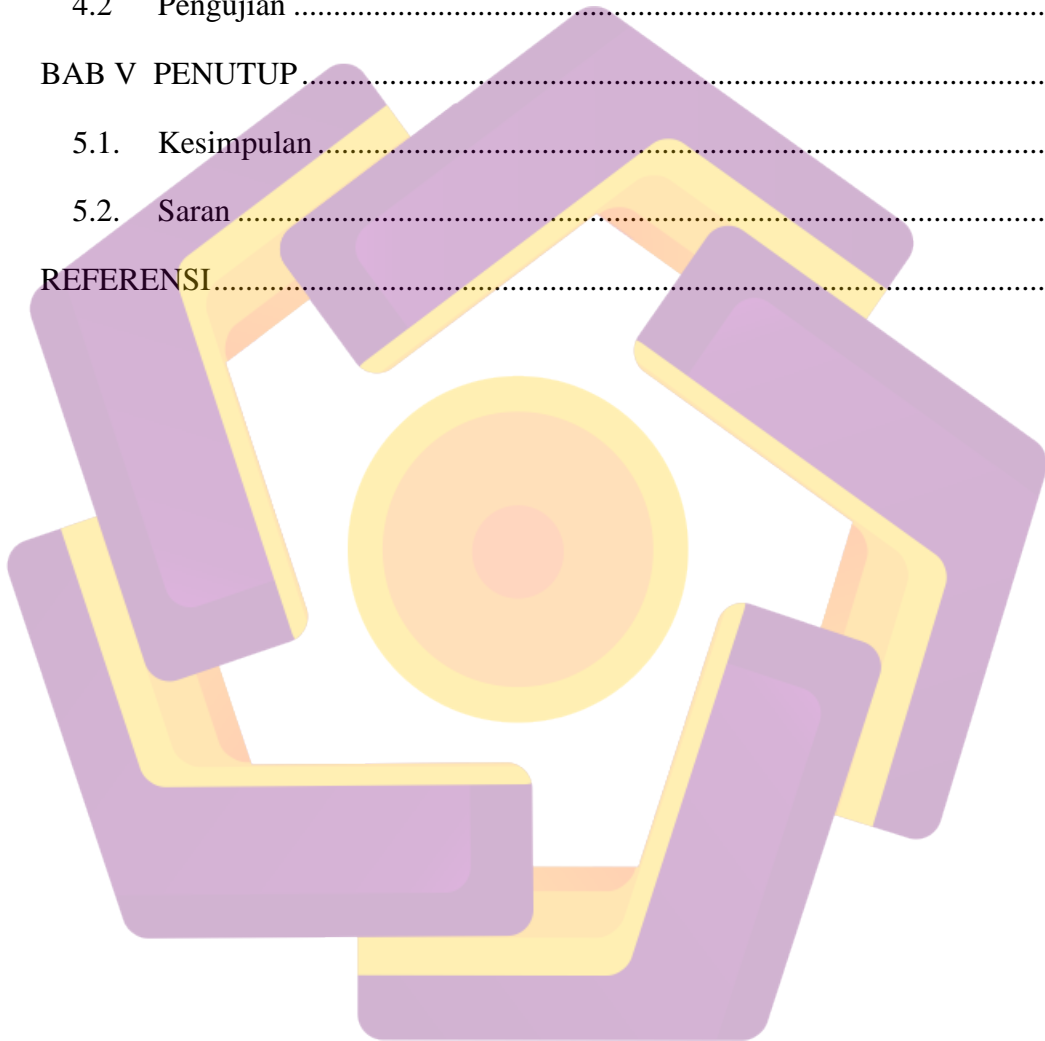 4.2 Pengujian ........................................................................................................
BAB V PENUTUP ........................................................................................................
5.1. Kesimpulan ........................................................................................................
5.2. Saran ........................................................................................................
REFERENSI ........................................................................................................